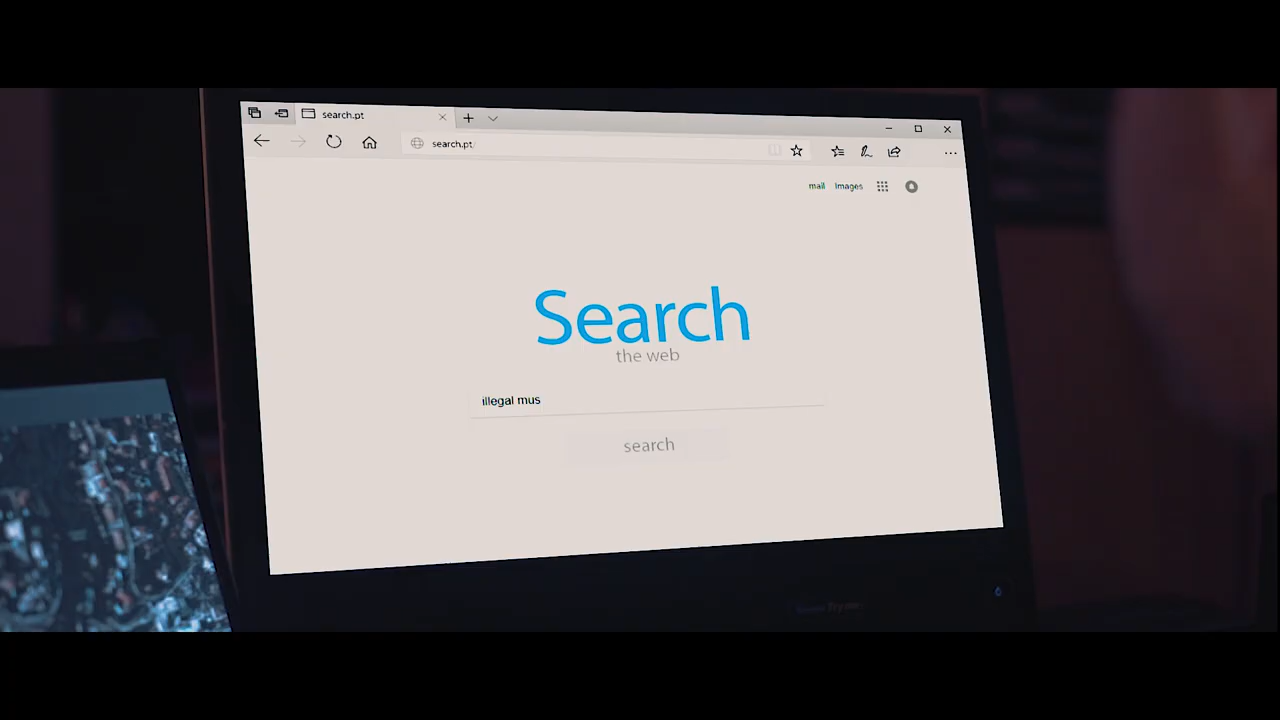 search.pt
search.pt
mail Images
Search
the web
illegal mus
search